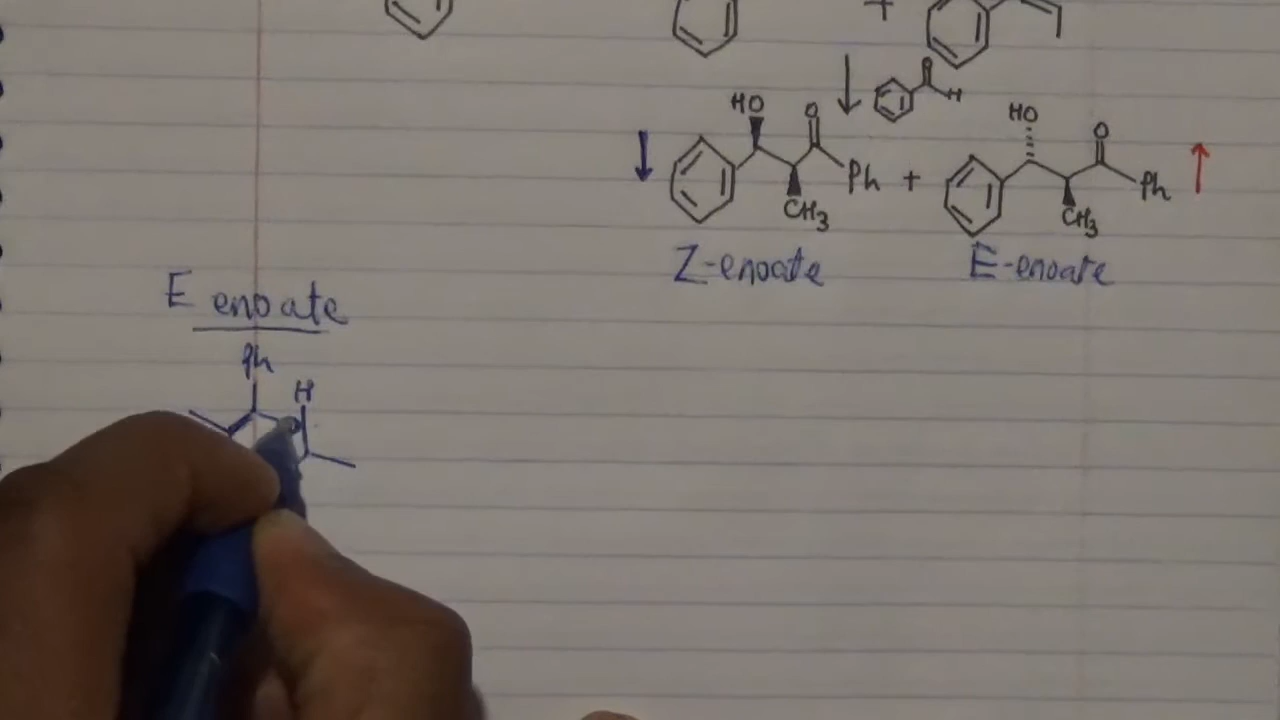 +
O
H
HO O Ph CH3 + HO O Ph CH3
Z-enoate E-enoate
E enoate
Ph
H